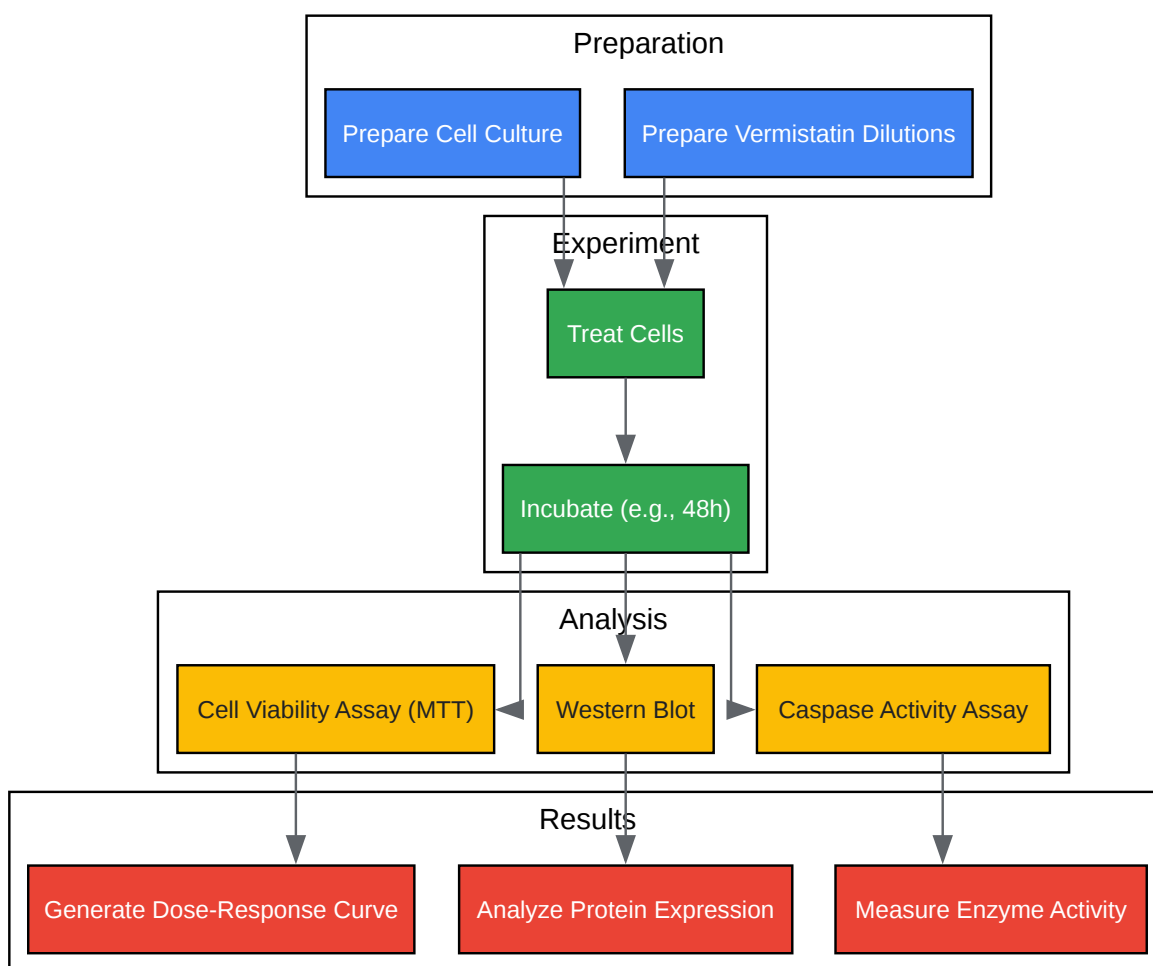 Preparation
Prepare Cell Culture
Prepare Vermistatin Dilutions
Experiment
Treat Cells
Incubate (e.g., 48h)
Analysis
Cell Viability Assay (MTT)
Western Blot
Caspase Activity Assay
Results
Generate Dose-Response Curve
Analyze Protein Expression
Measure Enzyme Activity